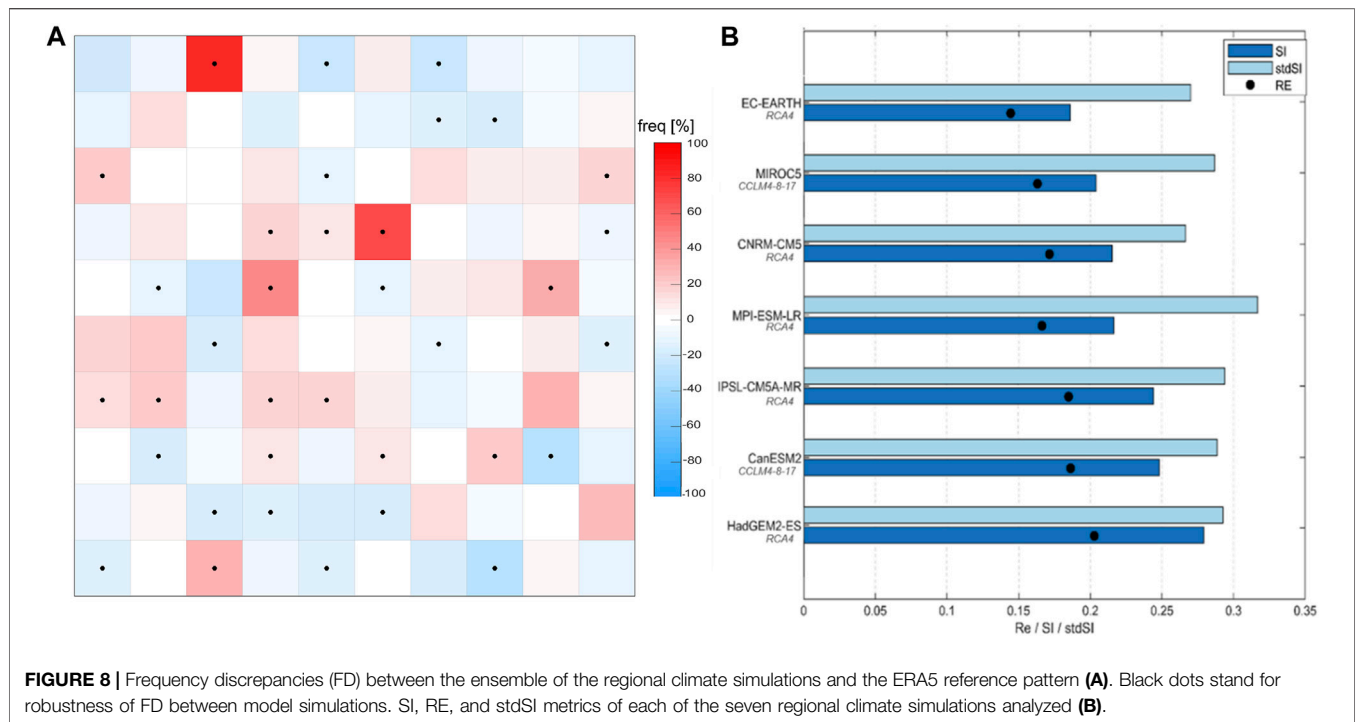 A
freq [%]
100
80
60
40
20
0
-20
-40
-60
-80
-100
B
SI
stdSI
RE
EC-EARTH
RCA4
MIROC5
CCLM4-8-17
CNRM-CM5
RCA4
MPI-ESM-LR
RCA4
IPSL-CM5A-MR
RCA4
CanESM2
CCLM4-8-17
HadGEM2-ES
RCA4
0 0.05 0.1 0.15 0.2 0.25 0.3 0.35
Re / SI / stdSI
FIGURE 8 | Frequency discrepancies (FD) between the ensemble of the regional climate simulations and the ERA5 reference pattern (A). Black dots stand for
robustness of FD between model simulations. SI, RE, and stdSI metrics of each of the seven regional climate simulations analyzed (B).